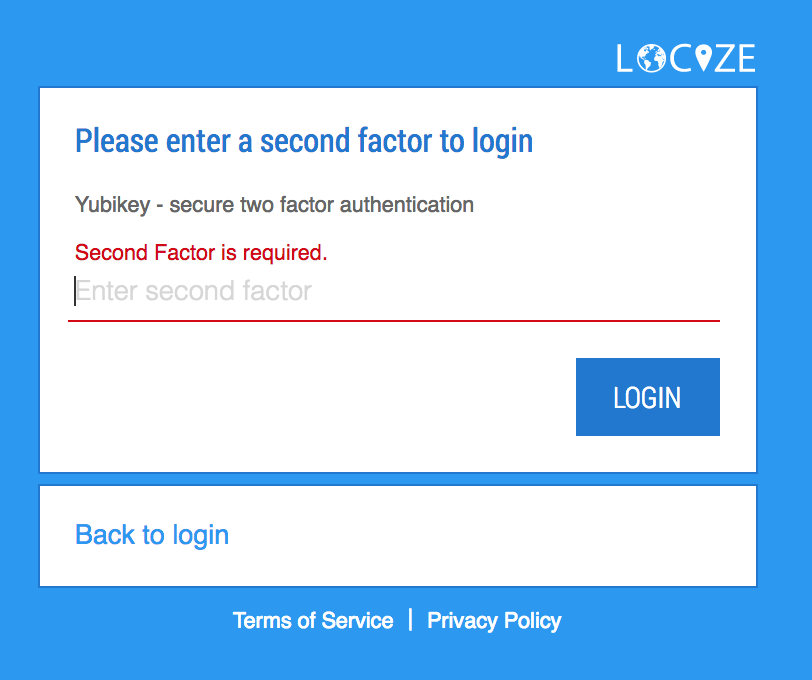 LOCIZE
Please enter a second factor to login
Yubikey - secure two factor authentication
Second Factor is required.
Enter second factor
LOGIN
Back to login
Terms of Service | Privacy Policy